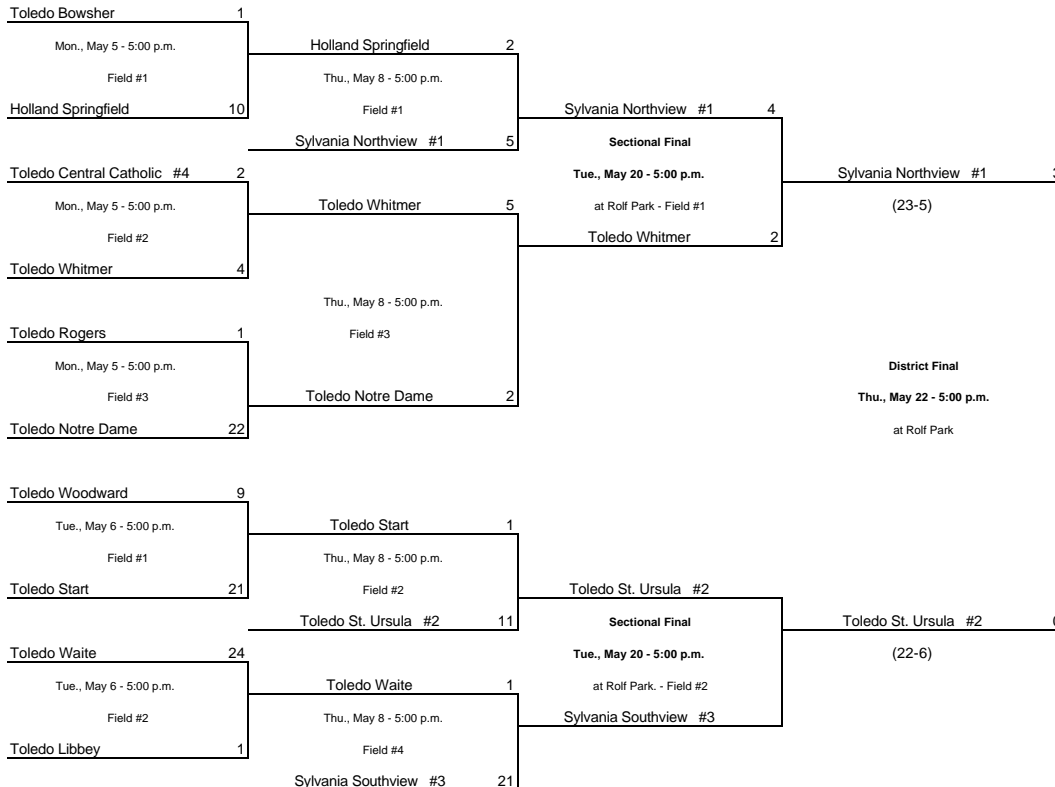 Toledo Bowsher 1
Mon., May 5 - 5:00 p.m.
Holland Springfield 2
Field #1
Thu., May 8 - 5:00 p.m.
Holland Springfield 10
Field #1
Sylvania Northview #1 4
Sylvania Northview #1 5
Sectional Final
Toledo Central Catholic #4 2
Tue., May 20 - 5:00 p.m.
Sylvania Northview #1
Mon., May 5 - 5:00 p.m.
Toledo Whitmer 5
at Rolf Park - Field #1
(23-5)
Field #2
Toledo Whitmer 2
Toledo Whitmer 4
Thu., May 8 - 5:00 p.m.
Toledo Rogers 1
Field #3
Mon., May 5 - 5:00 p.m.
District Final
Field #3
Toledo Notre Dame 2
Thu., May 22 - 5:00 p.m.
Toledo Notre Dame 22
at Rolf Park
Toledo Woodward 9
Tue., May 6 - 5:00 p.m.
Toledo Start 1
Field #1
Thu., May 8 - 5:00 p.m.
Toledo Start 21
Field #2
Toledo St. Ursula #2
Toledo St. Ursula #2 11
Sectional Final
Toledo St. Ursula #2
Toledo Waite 24
Tue., May 20 - 5:00 p.m.
(22-6)
Tue., May 6 - 5:00 p.m.
Toledo Waite 1
at Rolf Park. - Field #2
Field #2
Thu., May 8 - 5:00 p.m.
Sylvania Southview #3
Toledo Libbey 1
Field #4
Sylvania Southview #3 21